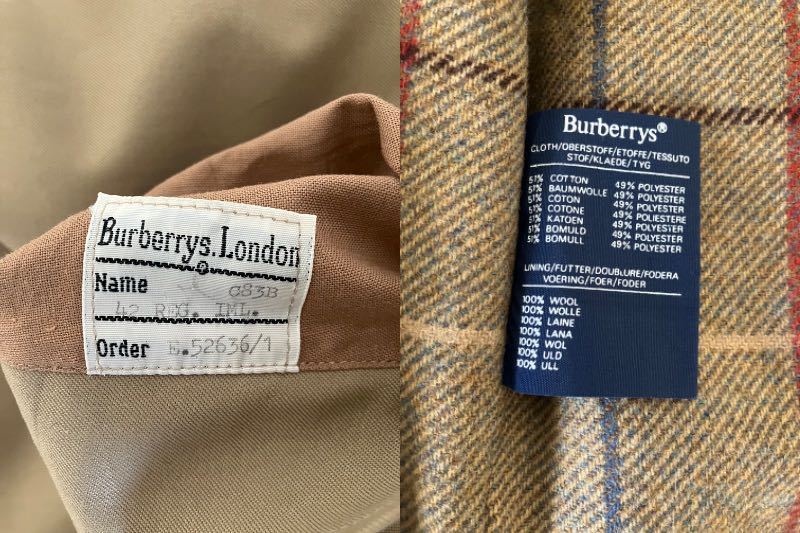 Burberrys.London
Name C83B
42 REG. IML.
Order E.52636/1
Burberrys®
CLOTH/OBERSTOFF/ETOFFE/TESSUTO
STOF/KLAEDE/TYG
51% COTTON 49% POLYESTER
51% BAUMWOLLE 49% POLYESTER
51% COTON 49% POLYESTER
51% COTONE 49% POLIESTERE
51% KATOEN 49% POLYESTER
51% BOMULD 49% POLYESTER
51% BOMULL 49% POLYESTER
LINING/FUTTER/DOUBLURE/FODERA
VOERING/FOER/FODER
100% WOOL
100% WOLLE
100% LAINE
100% LANA
100% WOL
100% ULD
100% ULL